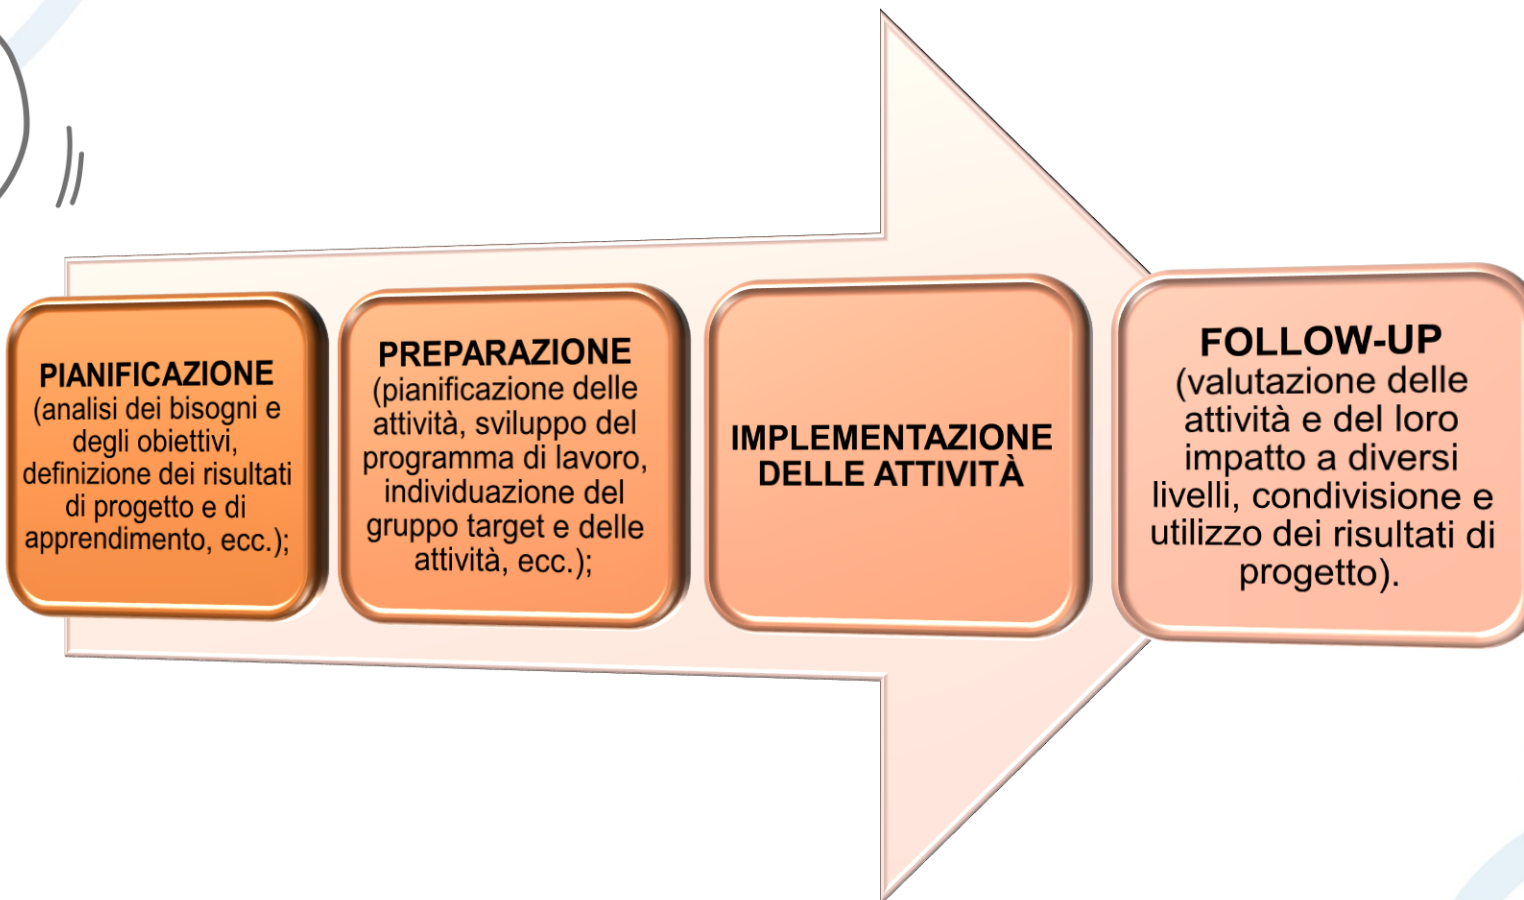 PIANIFICAZIONE
(analisi dei bisogni e
degli obiettivi,
definizione dei risultati
di progetto e di
apprendimento, ecc.);
PREPARAZIONE
(pianificazione delle
attività, sviluppo del
programma di lavoro,
individuazione del
gruppo target e delle
attività, ecc.);
IMPLEMENTAZIONE
DELLE ATTIVITÀ
FOLLOW-UP
(valutazione delle
attività e del loro
impatto a diversi
livelli, condivisione e
utilizzo dei risultati di
progetto).